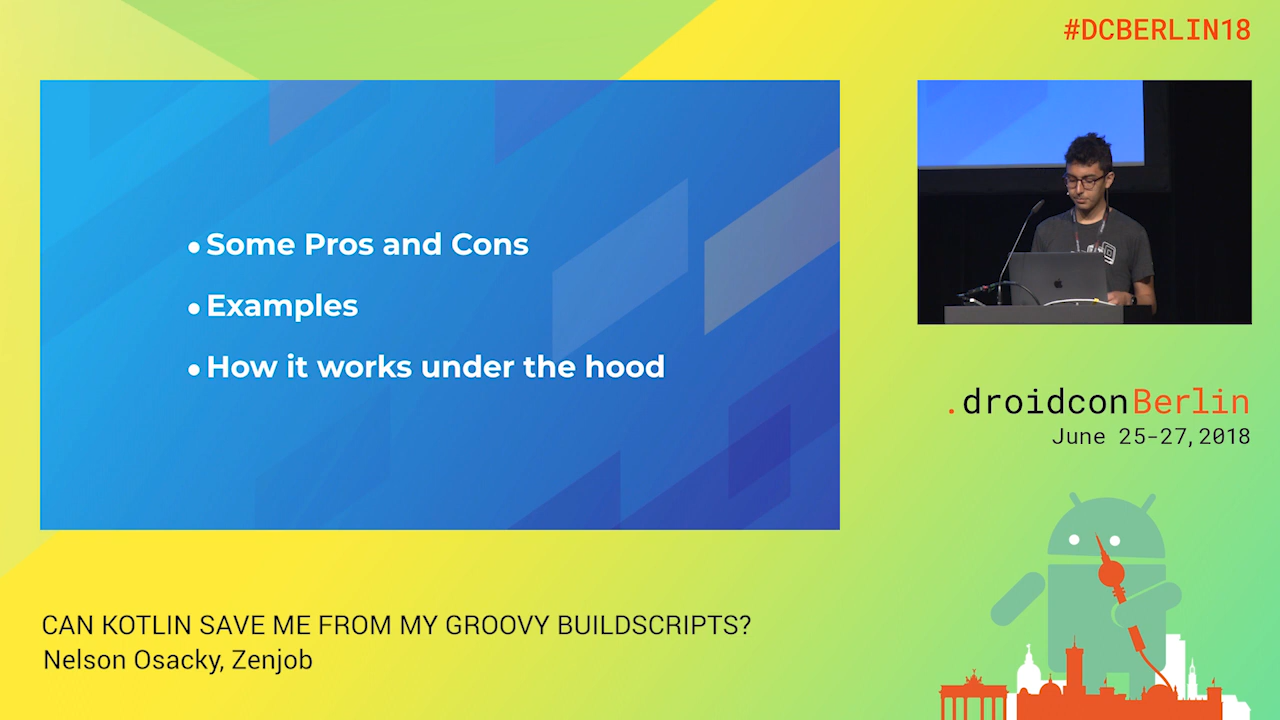 #DCBERLIN18
• Some Pros and Cons
• Examples
• How it works under the hood
.droidconBerlin
June 25-27, 2018
CAN KOTLIN SAVE ME FROM MY GROOVY BUILDSCRIPTS?
Nelson Osacky, Zenjob